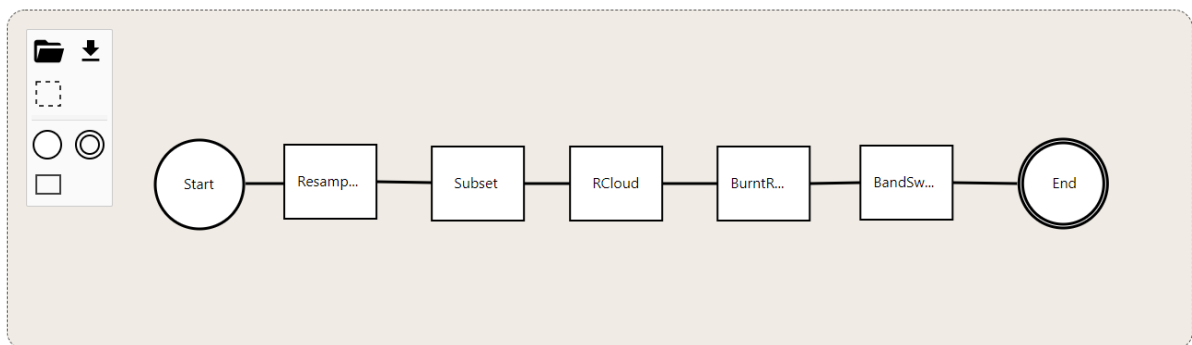 Start
Resamp...
Subset
RCloud
BurntR...
BandSw...
End